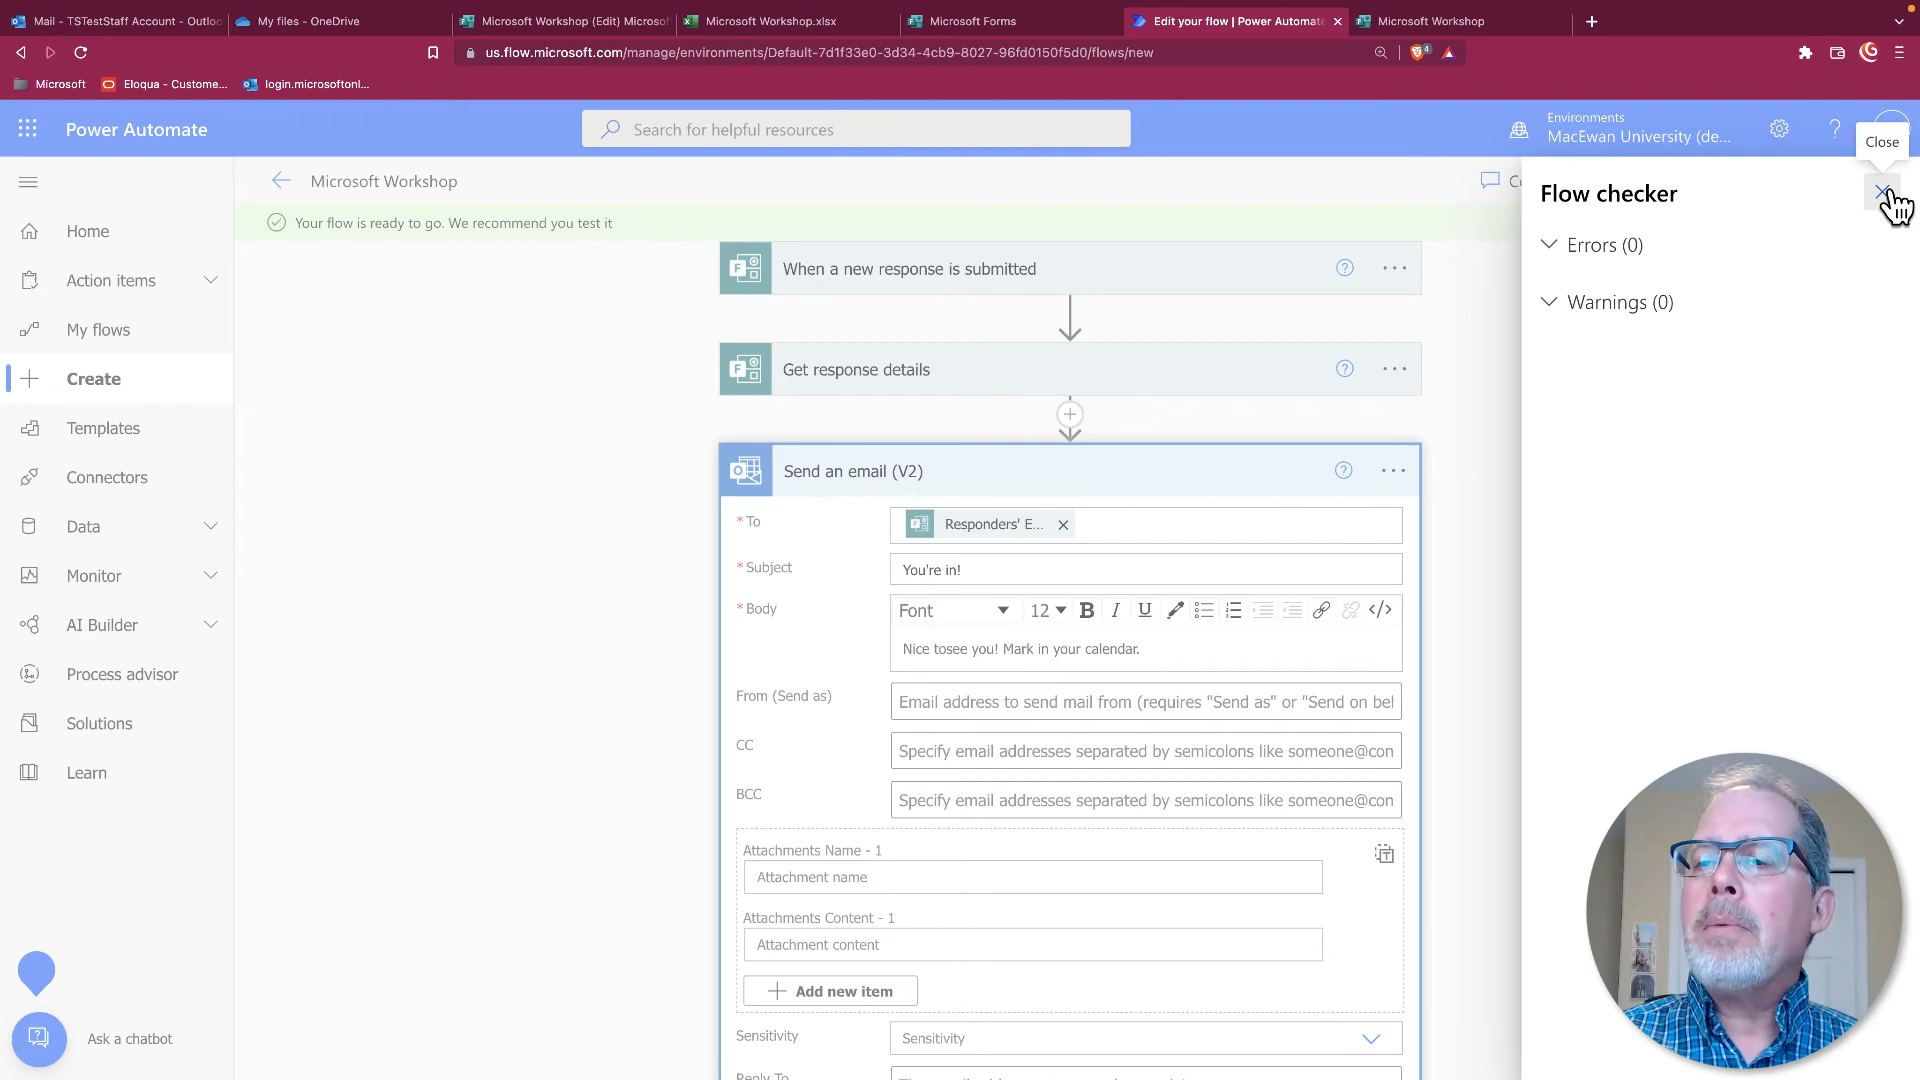 Mail - TSTestStaff Account - Outloo
My files - OneDrive
Microsoft Workshop (Edit) Microsof
Microsoft Workshop.xlsx
Microsoft Forms
Edit your flow | Power Automate
Microsoft Workshop
us.flow.microsoft.com/manage/environments/Default-7d1f33e0-3d34-4cb9-8027-96fd0150f5d0/flows/new
4
Microsoft
Eloqua - Custome...
login.microsoftonl...
Power Automate
Search for helpful resources
Environments
MacEwan University (de...
Close
Microsoft Workshop
Co
Your flow is ready to go. We recommend you test it
Home
Action items
My flows
Create
Templates
Connectors
Data
Monitor
AI Builder
Process advisor
Solutions
Learn
Ask a chatbot
When a new response is submitted
Get response details
Send an email (V2)
* To
Responders' E...
* Subject
You're in!
* Body
Font
12
B I U </>
Nice tosee you! Mark in your calendar.
From (Send as)
Email address to send mail from (requires "Send as" or "Send on bel
CC
Specify email addresses separated by semicolons like someone@con
BCC
Specify email addresses separated by semicolons like someone@con
Attachments Name - 1
Attachment name
Attachments Content - 1
Attachment content
Add new item
Sensitivity
Sensitivity
Reply To
Flow checker
Errors (0)
Warnings (0)